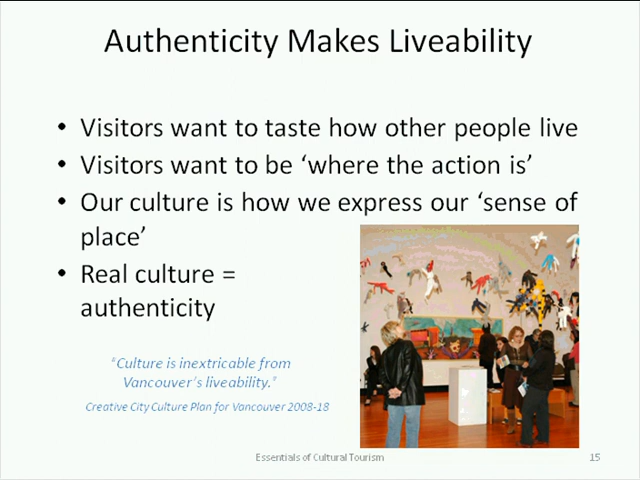 Authenticity Makes Liveability
• Visitors want to taste how other people live
• Visitors want to be ‘where the action is’
• Our culture is how we express our ‘sense of
place’
• Real culture =
authenticity
"Culture is inextricable from
Vancouver's liveability."
Creative City Culture Plan for Vancouver 2008-18
Essentials of Cultural Tourism
15